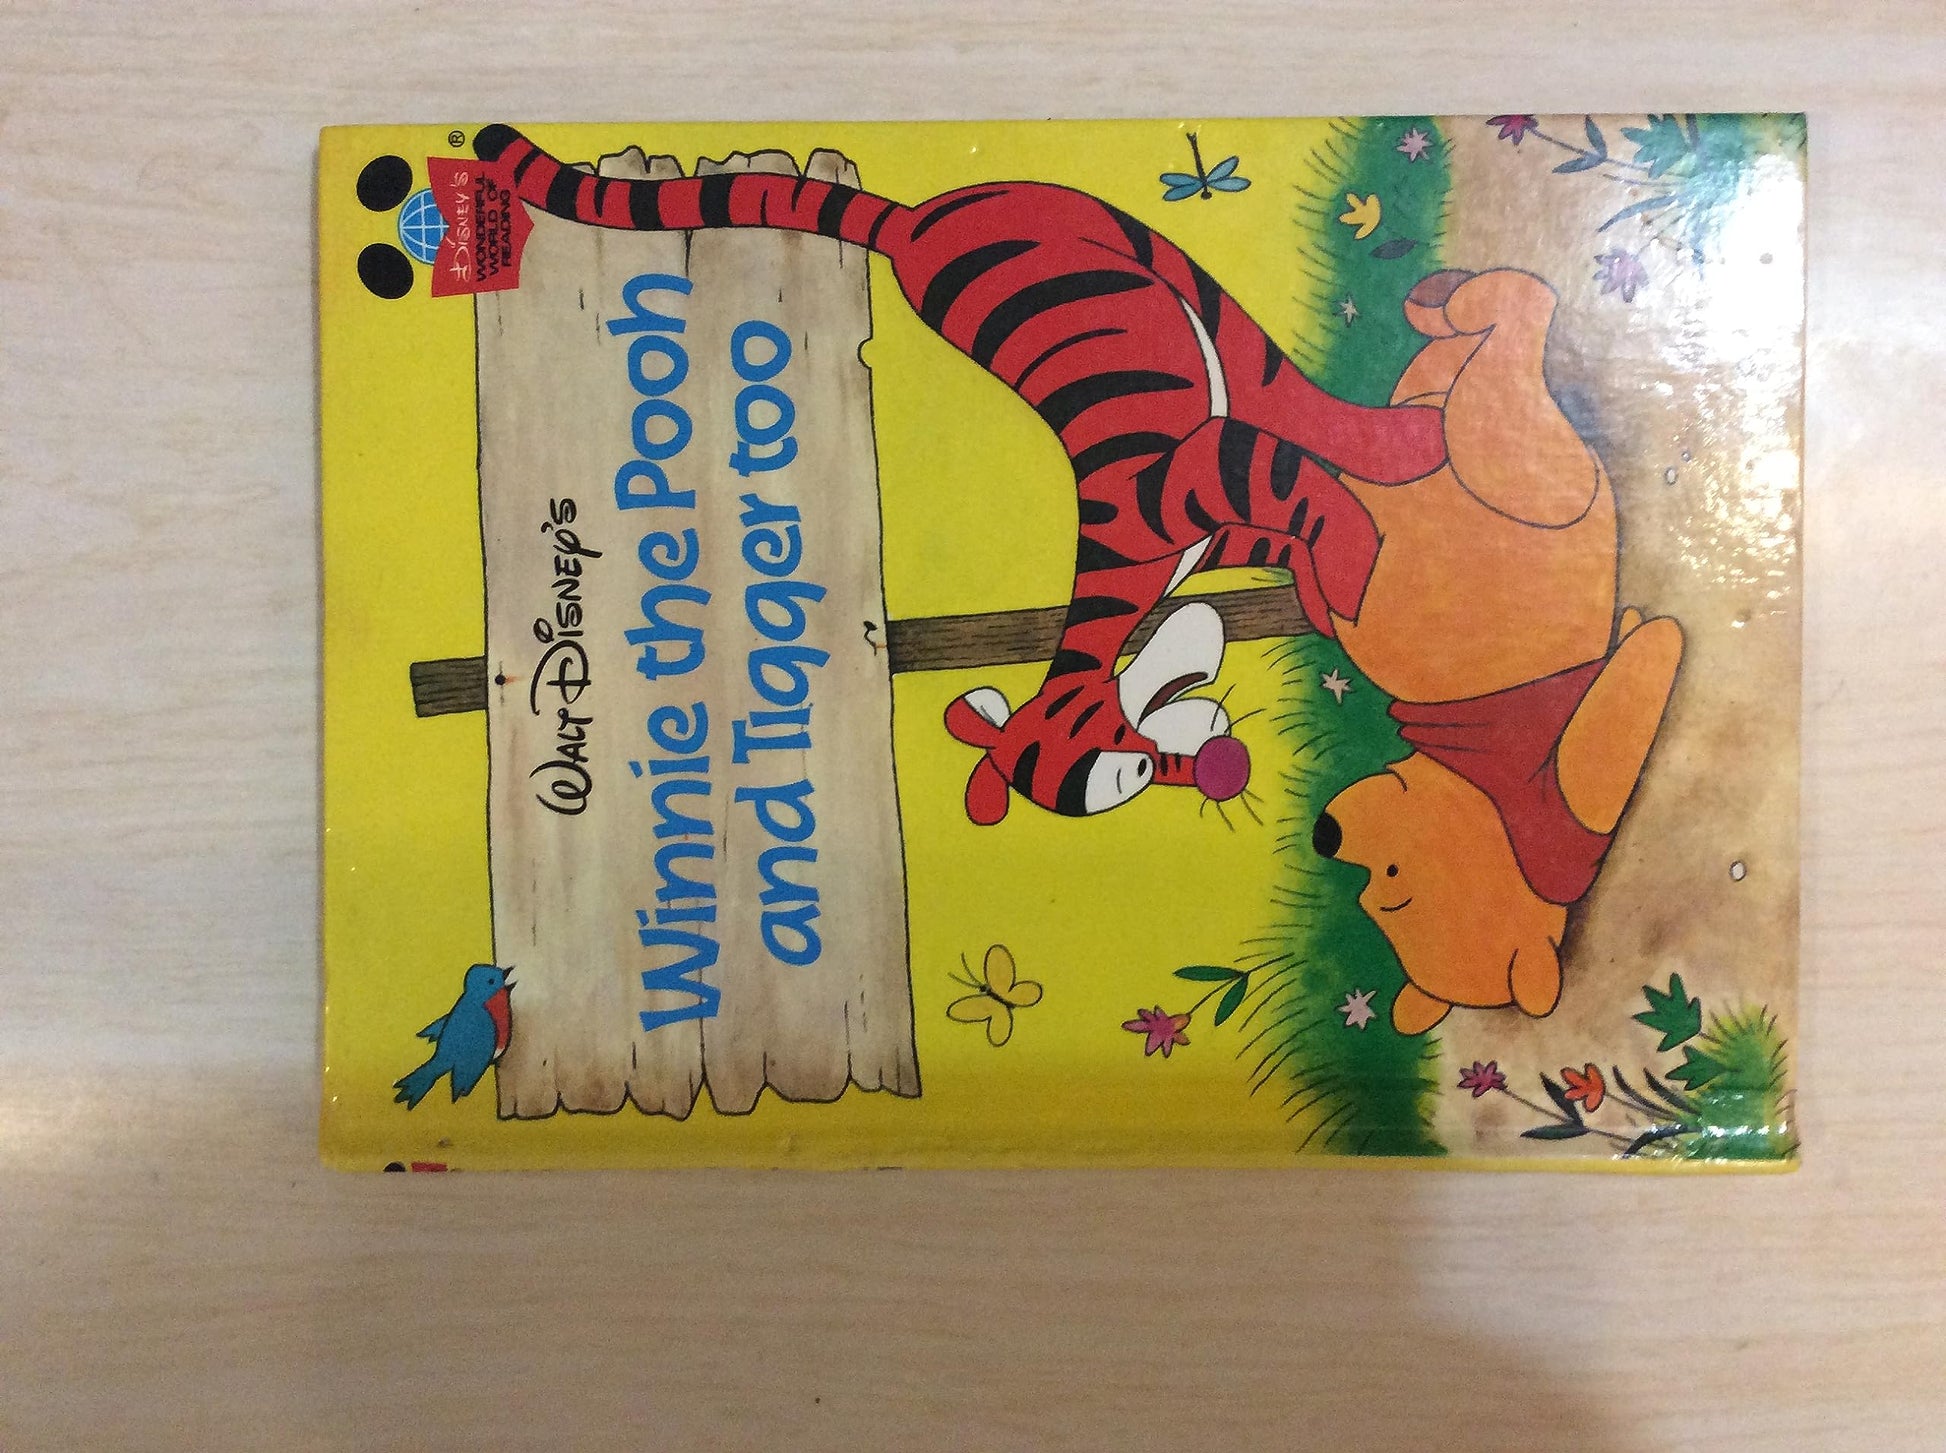 DISNEY'S
WONDERFUL
WORLD OF
READING
®
WALT DISNEY'S
Winnie the Pooh
and Tigger too